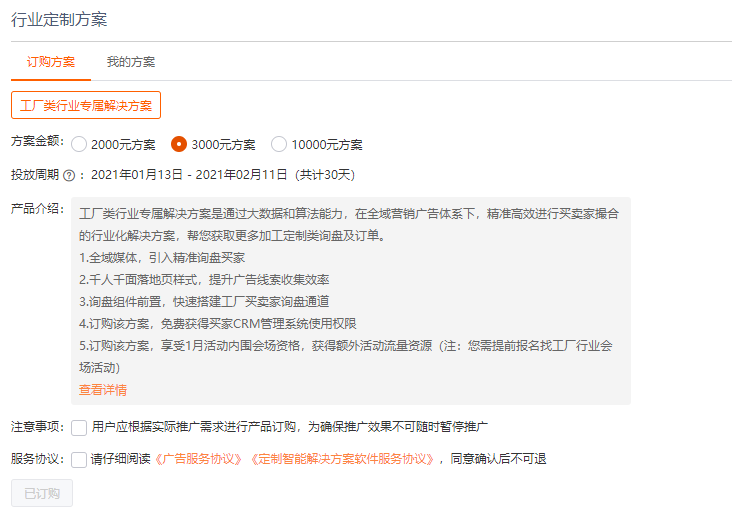 行业定制方案
订购方案 我的方案
工厂类行业专属解决方案
方案金额： 2000元方案 3000元方案 10000元方案
投放周期 ? ： 2021年01月13日 - 2021年02月11日（共计30天）
产品介绍： 工厂类行业专属解决方案是通过大数据和算法能力，在全域营销广告体系下，精准高效进行买卖家撮合
的行业化解决方案，帮您获取更多加工定制类询盘及订单。
1.全域媒体，引入精准询盘买家
2.千人千面落地页样式，提升广告线索收集效率
3.询盘组件前置，快速搭建工厂买卖家询盘通道
4.订购该方案，免费获得买家CRM管理系统使用权限
5.订购该方案，享受1月活动内围会场资格，获得额外活动流量资源（注：您需提前报名找工厂行业会
场活动）
查看详情
注意事项： 用户应根据实际推广需求进行产品订购，为确保推广效果不可随时暂停推广
服务协议： 请仔细阅读《广告服务协议》《定制智能解决方案软件服务协议》，同意确认后不可退
已订购